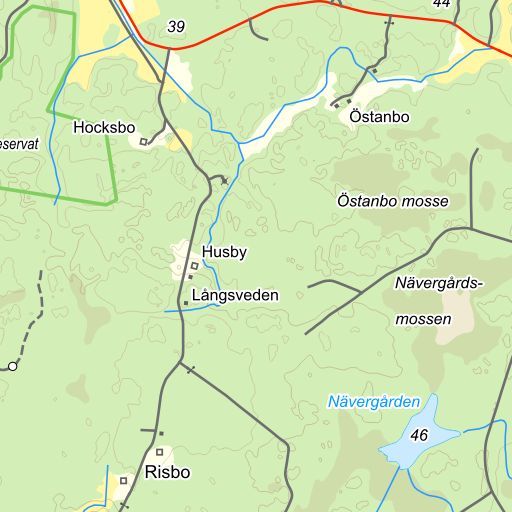 44
39
Östanbo
Hocksbo
eservat
Östanbo mosse
Husby
Nävergårds-
Långsveden
mossen
Nävergården
46
Risbo